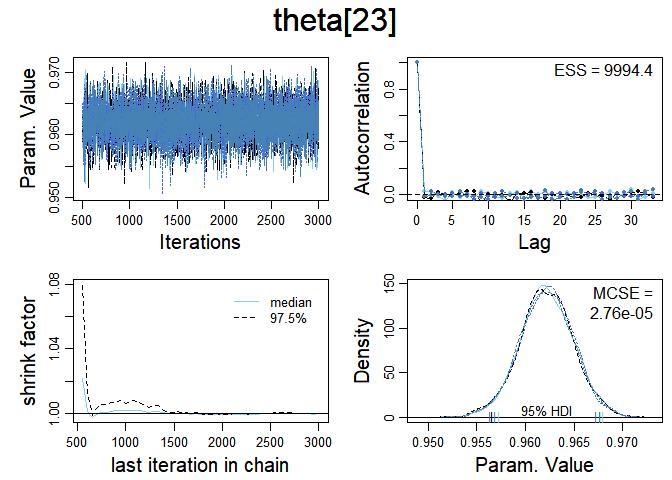 theta[23]
Param. Value
0.950 0.960 0.970
500 1000 1500 2000 2500 3000
Iterations
Autocorrelation
0.0 0.4 0.8
ESS = 9994.4
0 5 10 15 20 25 30
Lag
shrink factor
1.00 1.04 1.08
median
97.5%
500 1000 1500 2000 2500 3000
last iteration in chain
Density
0 50 100 150
MCSE =
2.76e-05
95% HDI
0.950 0.955 0.960 0.965 0.970
Param. Value